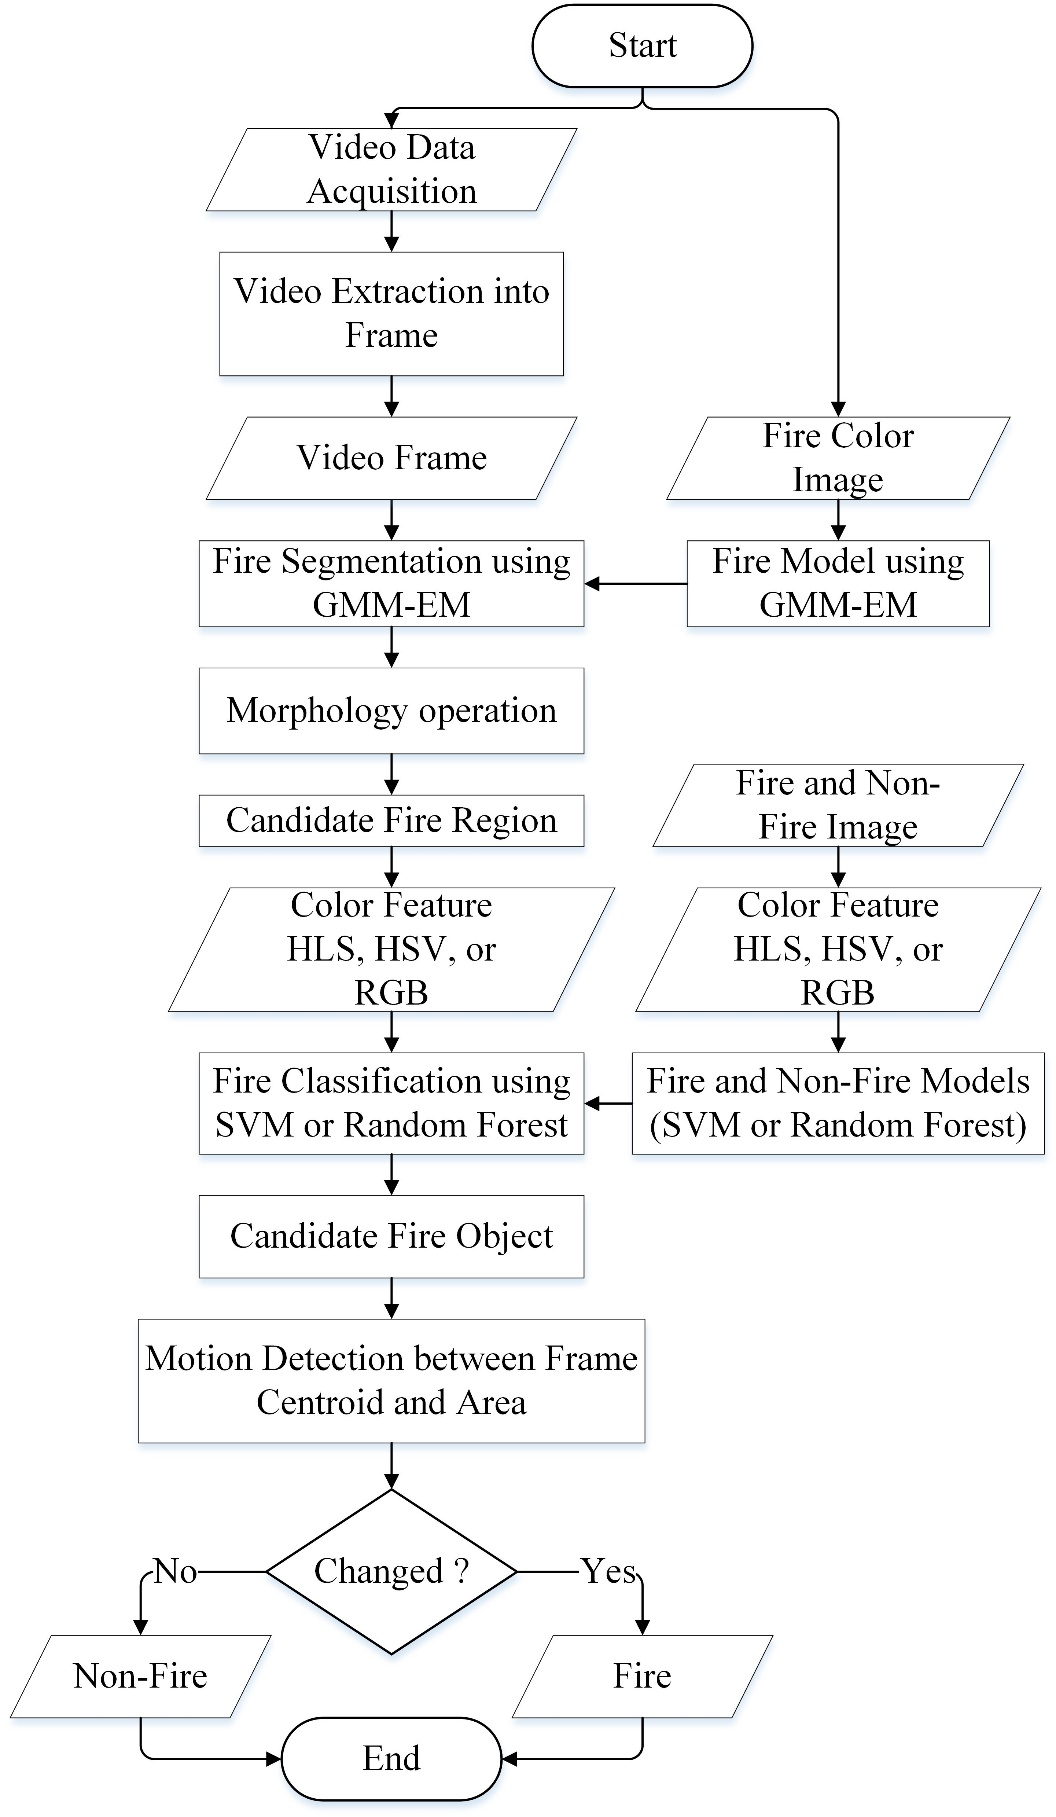 Start
Video Data
Acquisition
Video Extraction into
Frame
Video Frame
Fire Color
Image
Fire Segmentation using
GMM-EM
Fire Model using
GMM-EM
Morphology operation
Candidate Fire Region
Fire and Non-
Fire Image
Color Feature
HLS, HSV, or
RGB
Color Feature
HLS, HSV, or
RGB
Fire Classification using
SVM or Random Forest
Fire and Non-Fire Models
(SVM or Random Forest)
Candidate Fire Object
Motion Detection between Frame
Centroid and Area
Changed ?
No
Yes
Non-Fire
Fire
End